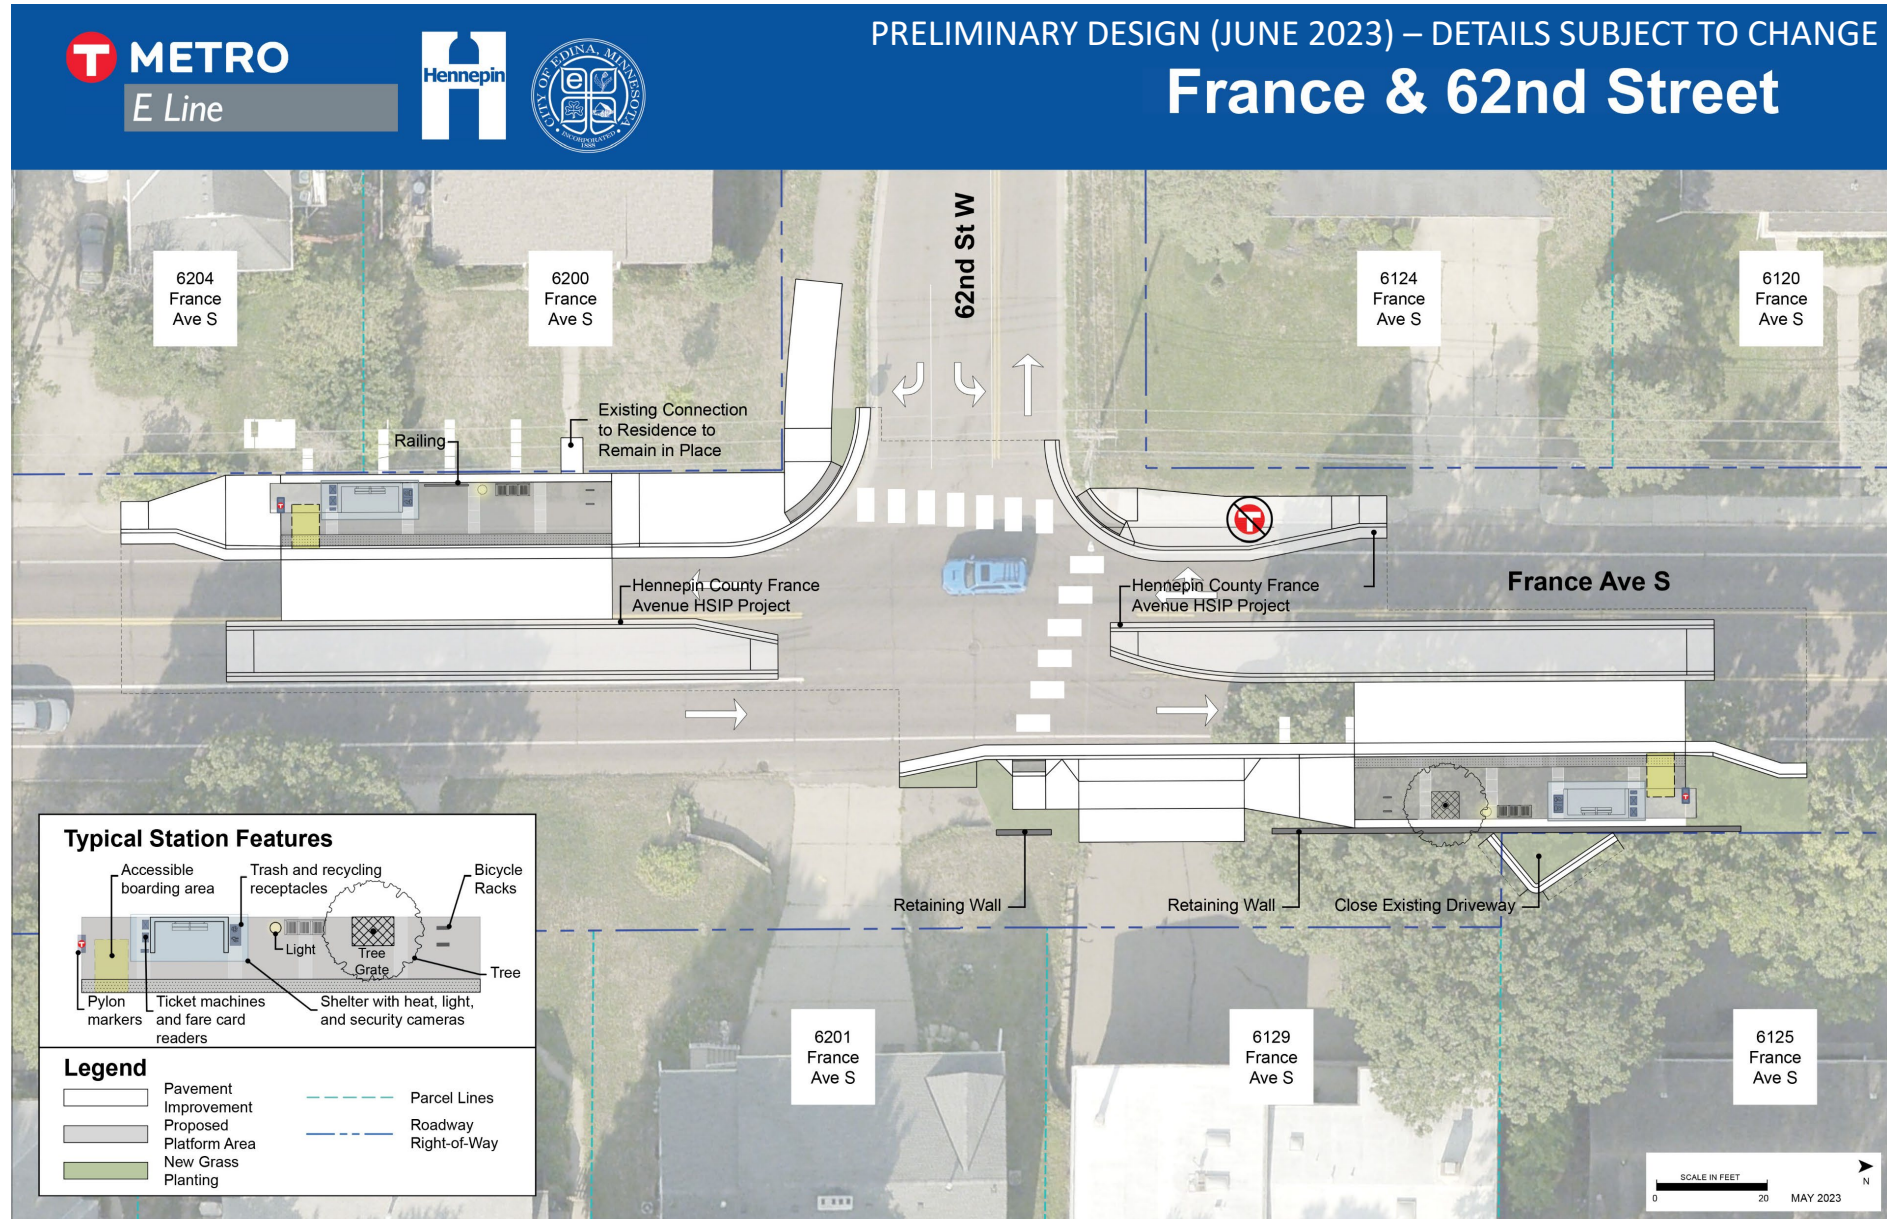 PRELIMINARY DESIGN (JUNE 2023) – DETAILS SUBJECT TO CHANGE
France & 62nd Street
T METRO
E Line
Hennepin
CITY OF EDINA, MINNESOTA
e
INCORPORATED
1888
62nd St W
6204
France
Ave S
6200
France
Ave S
6124
France
Ave S
6120
France
Ave S
Existing Connection
to Residence to
Remain in Place
Railing
T
T
Hennepin County France
Avenue HSIP Project
Hennepin County France
Avenue HSIP Project
France Ave S
T
Retaining Wall
Retaining Wall
Close Existing Driveway
6201
France
Ave S
6129
France
Ave S
6125
France
Ave S
Typical Station Features
Accessible
boarding area
Trash and recycling
receptacles
Bicycle
Racks
T
Light
Tree
Grate
Tree
Pylon
markers
Ticket machines
and fare card
readers
Shelter with heat, light,
and security cameras
Legend
Pavement
Improvement
Proposed
Platform Area
New Grass
Planting
Parcel Lines
Roadway
Right-of-Way
SCALE IN FEET
0 20
MAY 2023
N